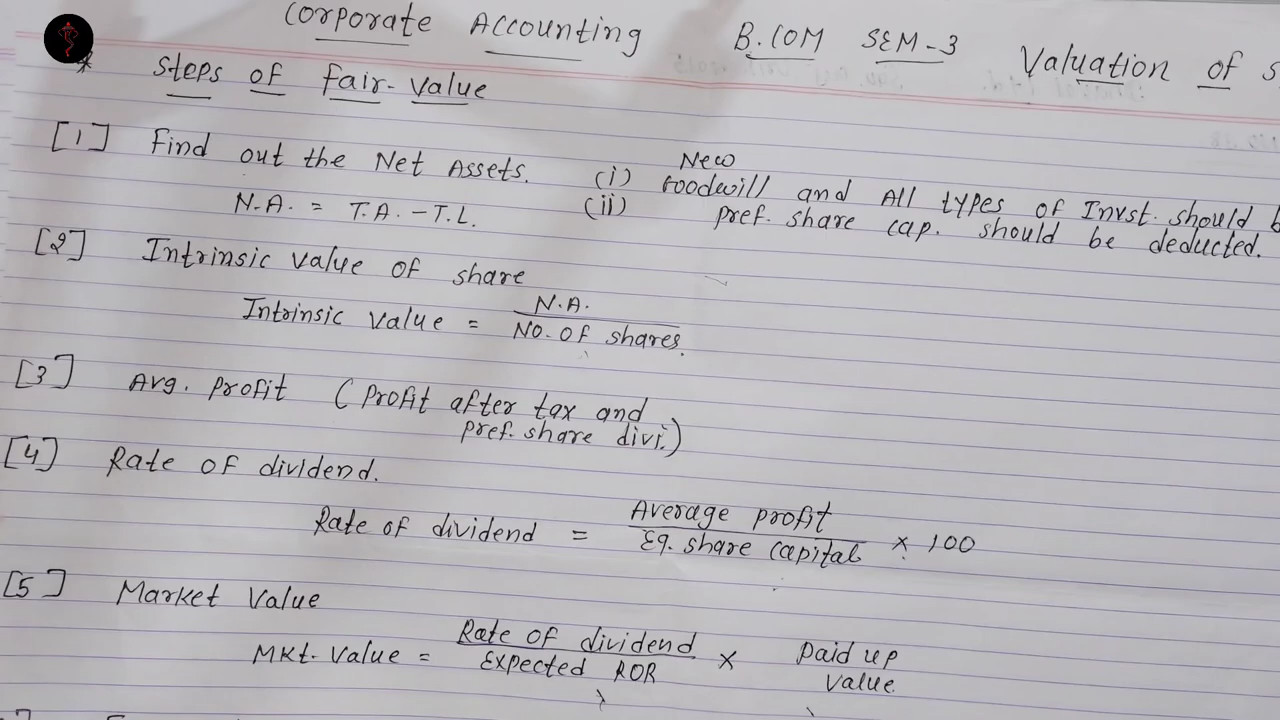 Corporate Accounting B.COM SEM-3 Valuation of S
* Steps of Fair-Value
[1] Find out the Net Assets. (i) New Goodwill and All types of Invst. should b
N.A. = T.A. - T.L. (ii) pref. share cap. should be deducted.
[2] Intrinsic value of share
Intrinsic Value = N.A. / No. of shares.
[3] Avg. Profit (Profit after tax and
pref. share divi.)
[4] Rate of dividend.
Rate of dividend = Average profit / Eq. share capital × 100
[5] Market Value
Mkt. Value = Rate of dividend / Expected ROR × Paid up value